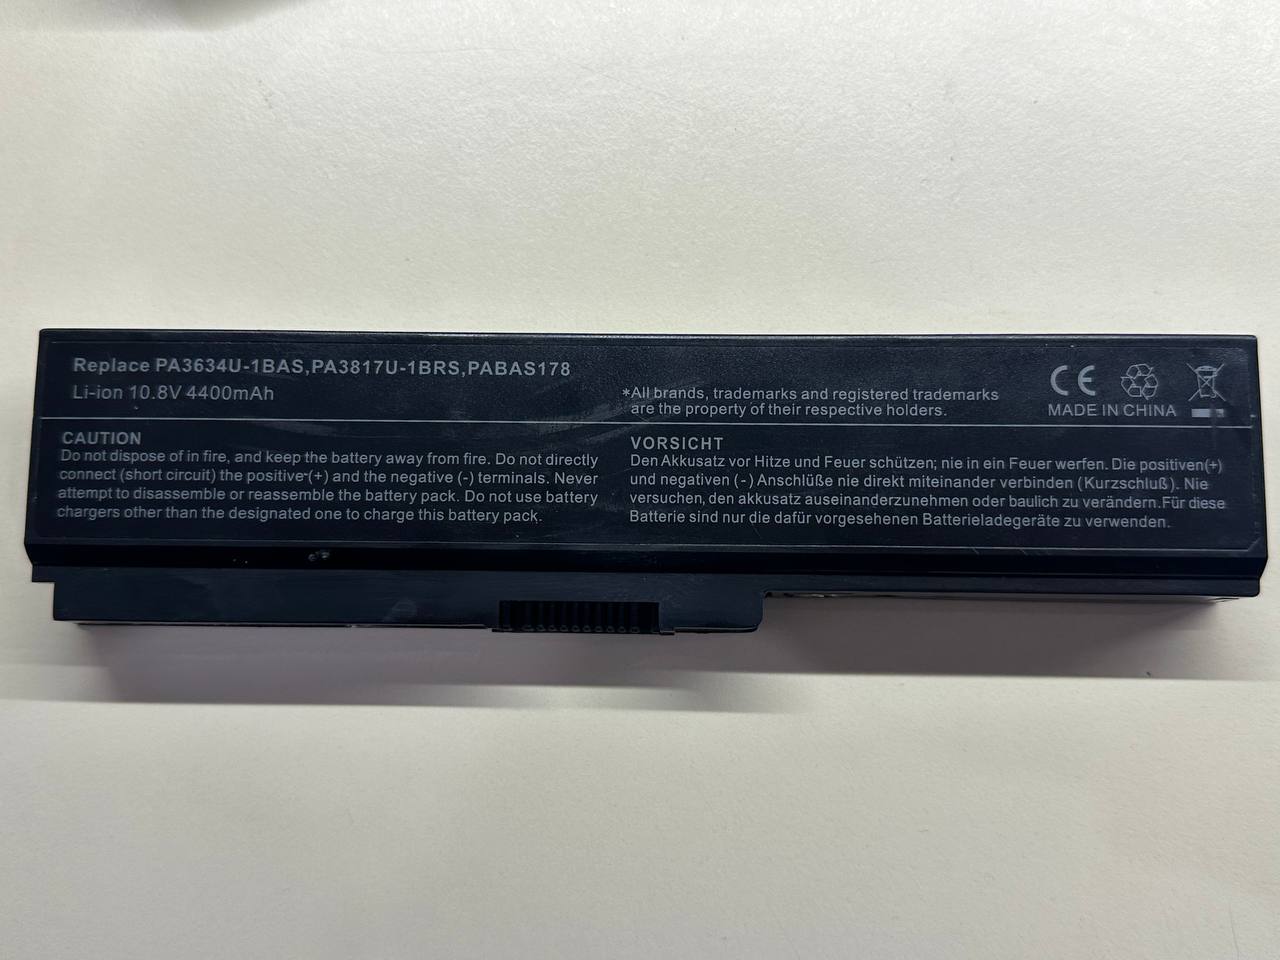 Replace PA3634U-1BAS,PA3817U-1BRS,PABAS178
Li-ion 10.8V 4400mAh
*All brands, trademarks and registered trademarks
are the property of their respective holders.
CE
MADE IN CHINA
CAUTION
Do not dispose of in fire, and keep the battery away from fire. Do not directly
connect (short circuit) the positive(+) and the negative (-) terminals. Never
attempt to disassemble or reassemble the battery pack. Do not use battery
chargers other than the designated one to charge this battery pack.
VORSICHT
Den Akkusatz vor Hitze und Feuer schützen; nie in ein Feuer werfen. Die positiven(+)
und negativen (-) Anschlüße nie direkt miteinander verbinden (Kurzschluß). Nie
versuchen, den akkusatz auseinanderzunehmen oder baulich zu verändern.Für diese
Batterie sind nur die dafür vorgesehenen Batterieladegeräte zu verwenden.